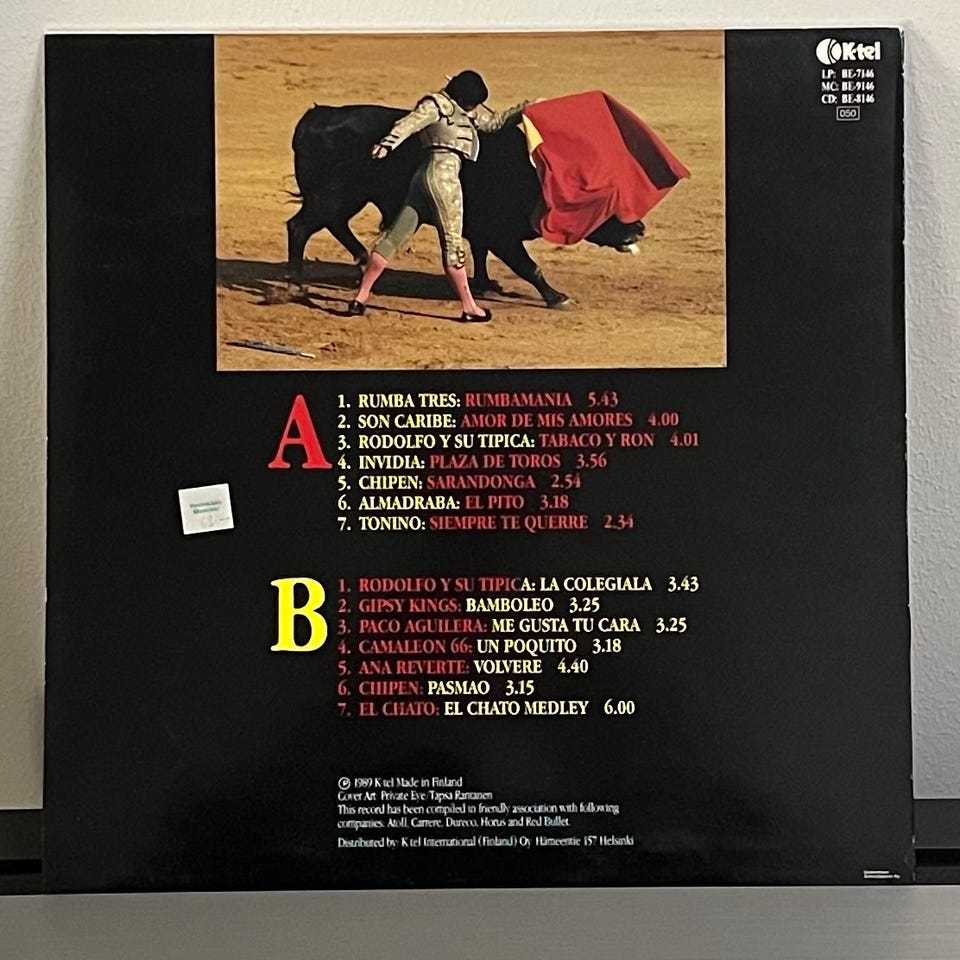 K-tel
LP: BE-7146
MC: BE-9146
CD: BE-8146
050
A
1. RUMBA TRES: RUMBAMANIA 5.43
2. SON CARIBE: AMOR DE MIS AMORES 4.00
3. RODOLFO Y SU TIPICA: TABACO Y RON 4.01
4. INVIDIA: PLAZA DE TOROS 3.56
5. CHIPEN: SARANDONGA 2.54
6. ALMADRABA: EL PITO 3.18
7. TONINO: SIEMPRE TE QUERRE 2.34
B
1. RODOLFO Y SU TIPICA: LA COLEGIALA 3.43
2. GIPSY KINGS: BAMBOLEO 3.25
3. PACO AGUILERA: ME GUSTA TU CARA 3.25
4. CAMALEON 66: UN POQUITO 3.18
5. ANA REVERTE: VOLVERE 4.40
6. CHIPEN: PASMAO 3.15
7. EL CHATO: EL CHATO MEDLEY 6.00
℗ 1989 K-tel Made in Finland
Cover Art: Private Eye/Tapsa Rantanen
This record has been compiled in friendly association with following
companies: Atoll, Carrere, Dureco, Horus and Red Bullet.
Distributed by: K-tel International (Finland) Oy Hämeentie 157 Helsinki